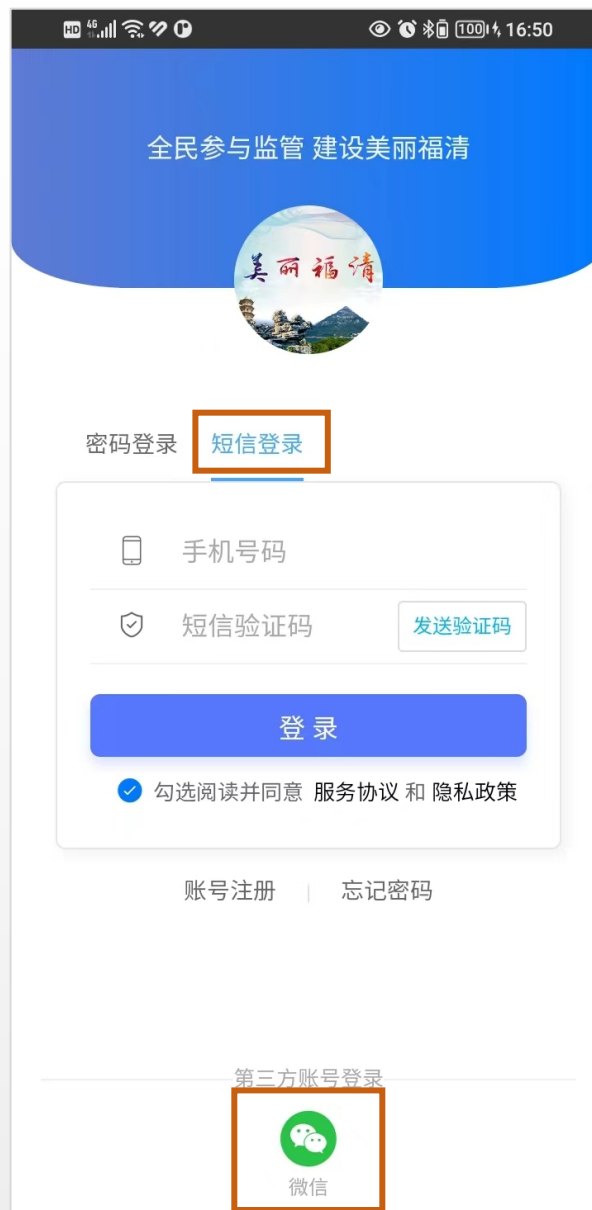 HD 4G 100 16:50
全民参与监管 建设美丽福清
美丽福清
密码登录 短信登录
手机号码
短信验证码 发送验证码
登录
勾选阅读并同意 服务协议 和 隐私政策
账号注册 | 忘记密码
第三方账号登录
微信